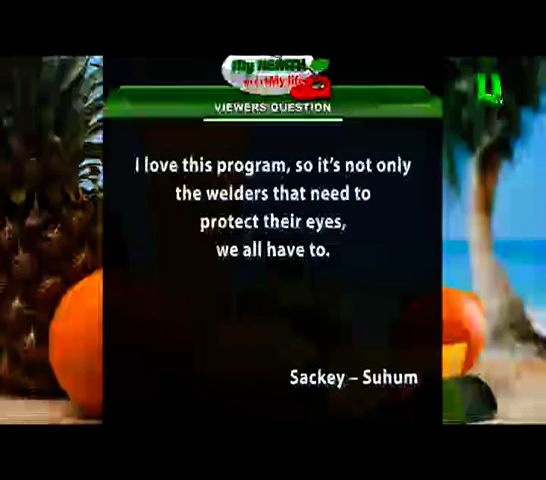 My HEALTH
My life
VIEWERS QUESTION
I love this program, so it's not only
the welders that need to
protect their eyes,
we all have to.
Sackey – Suhum